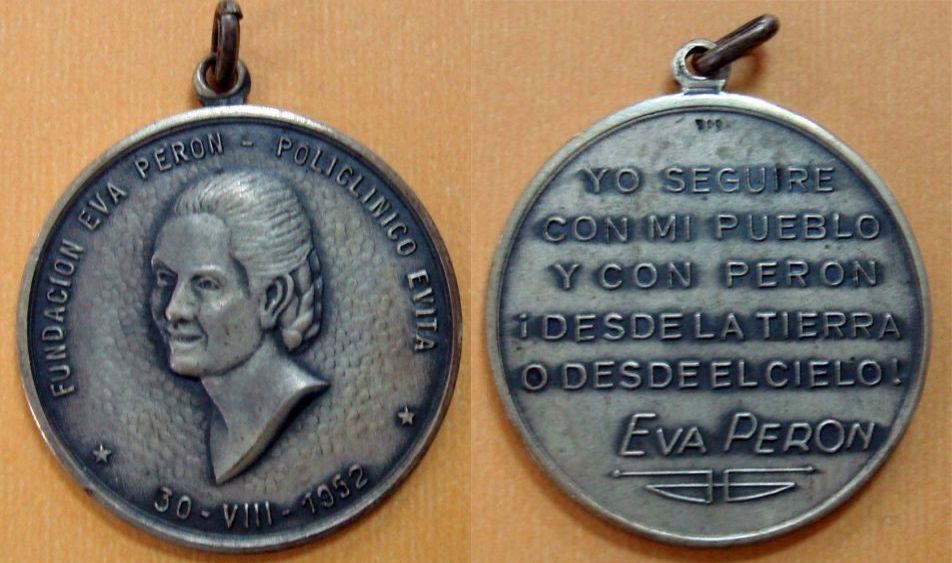 FUNDACION EVA PERON - POLICLINICO EVITA
30-VIII-1952
YO SEGUIRE
CON MI PUEBLO
Y CON PERON
¡DESDE LA TIERRA
O DESDE EL CIELO!
EVA PERON